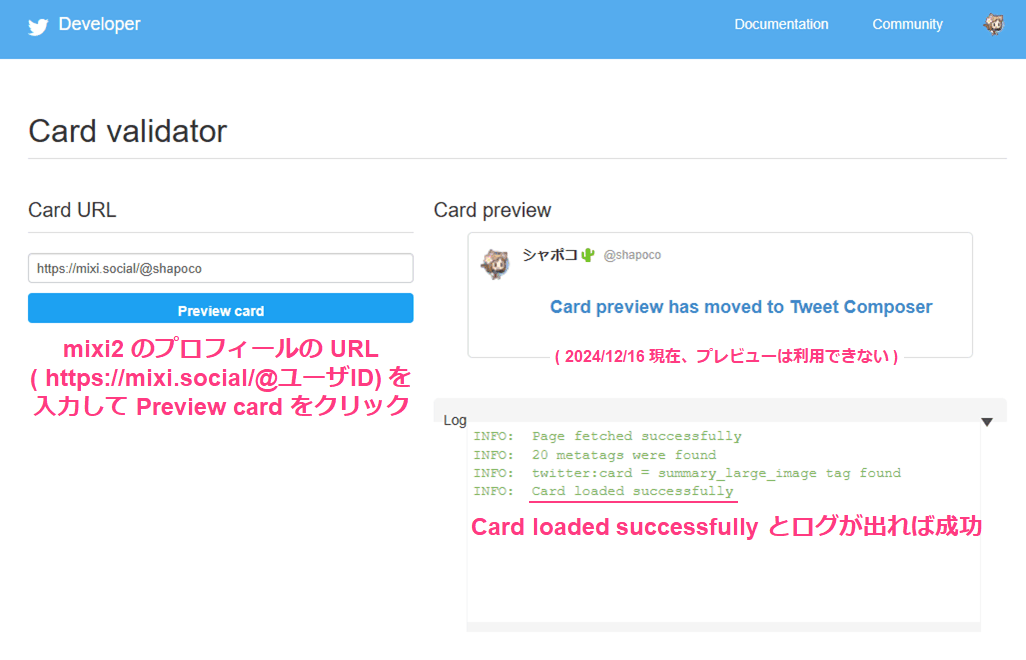 Developer
Documentation
Community
Card validator
Card URL
https://mixi.social/@shapoco
Preview card
mixi2 のプロフィールの URL
( https://mixi.social/@ユーザID) を
入力して Preview card をクリック
Card preview
シャポコ🌵 @shapoco
Card preview has moved to Tweet Composer
( 2024/12/16 現在、プレビューは利用できない )
Log
INFO: Page fetched successfully
INFO: 20 metatags were found
INFO: twitter:card = summary_large_image tag found
INFO: Card loaded successfully
Card loaded successfully とログが出れば成功